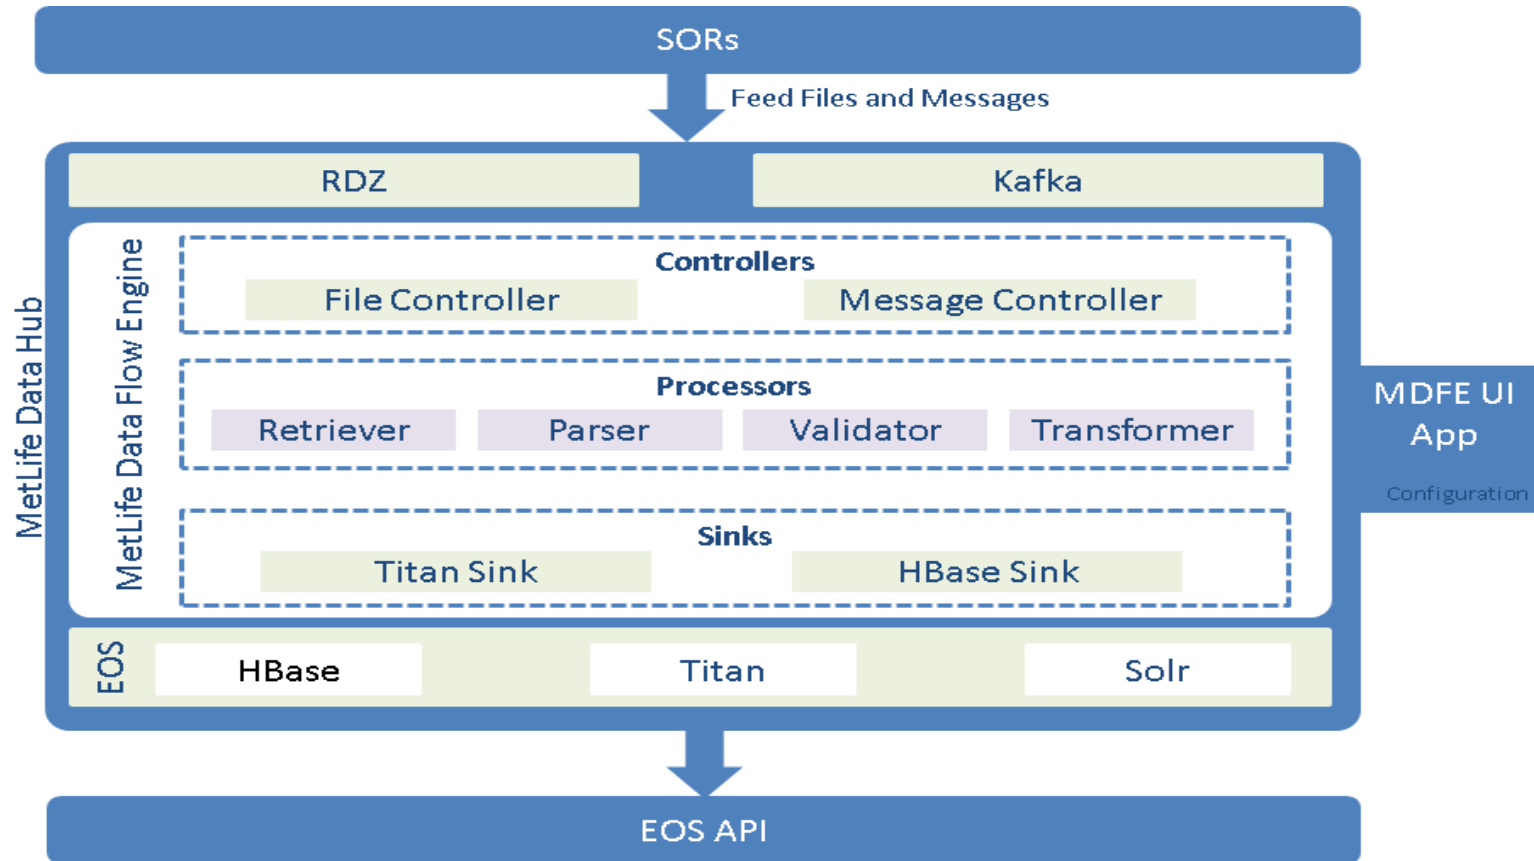 SORs
Feed Files and Messages
RDZ
Kafka
MetLife Data Hub
MetLife Data Flow Engine
Controllers
File Controller
Message Controller
Processors
Retriever
Parser
Validator
Transformer
MDFE UI
App
Configuration
Sinks
Titan Sink
HBase Sink
EOS
HBase
Titan
Solr
EOS API